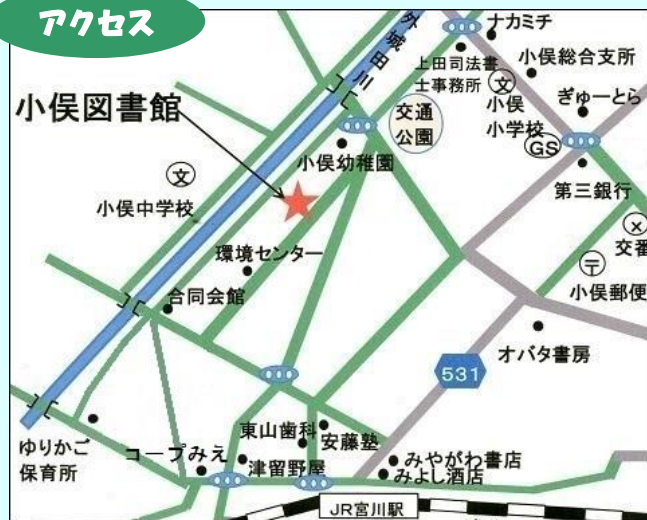 アクセス
外城田川
ナカミチ
上田司法書
士事務所
小俣総合支所
文
小俣
小学校
ぎゅーとら
小俣図書館
交通
公園
GS
小俣幼稚園
第三銀行
文
小俣中学校
交番
環境センター
〒
小俣郵便
合同会館
オバタ書房
531
東山歯科
安藤塾
ゆりかご
保育所
コープみえ
津留野屋
みやがわ書店
みよし酒店
JR宮川駅